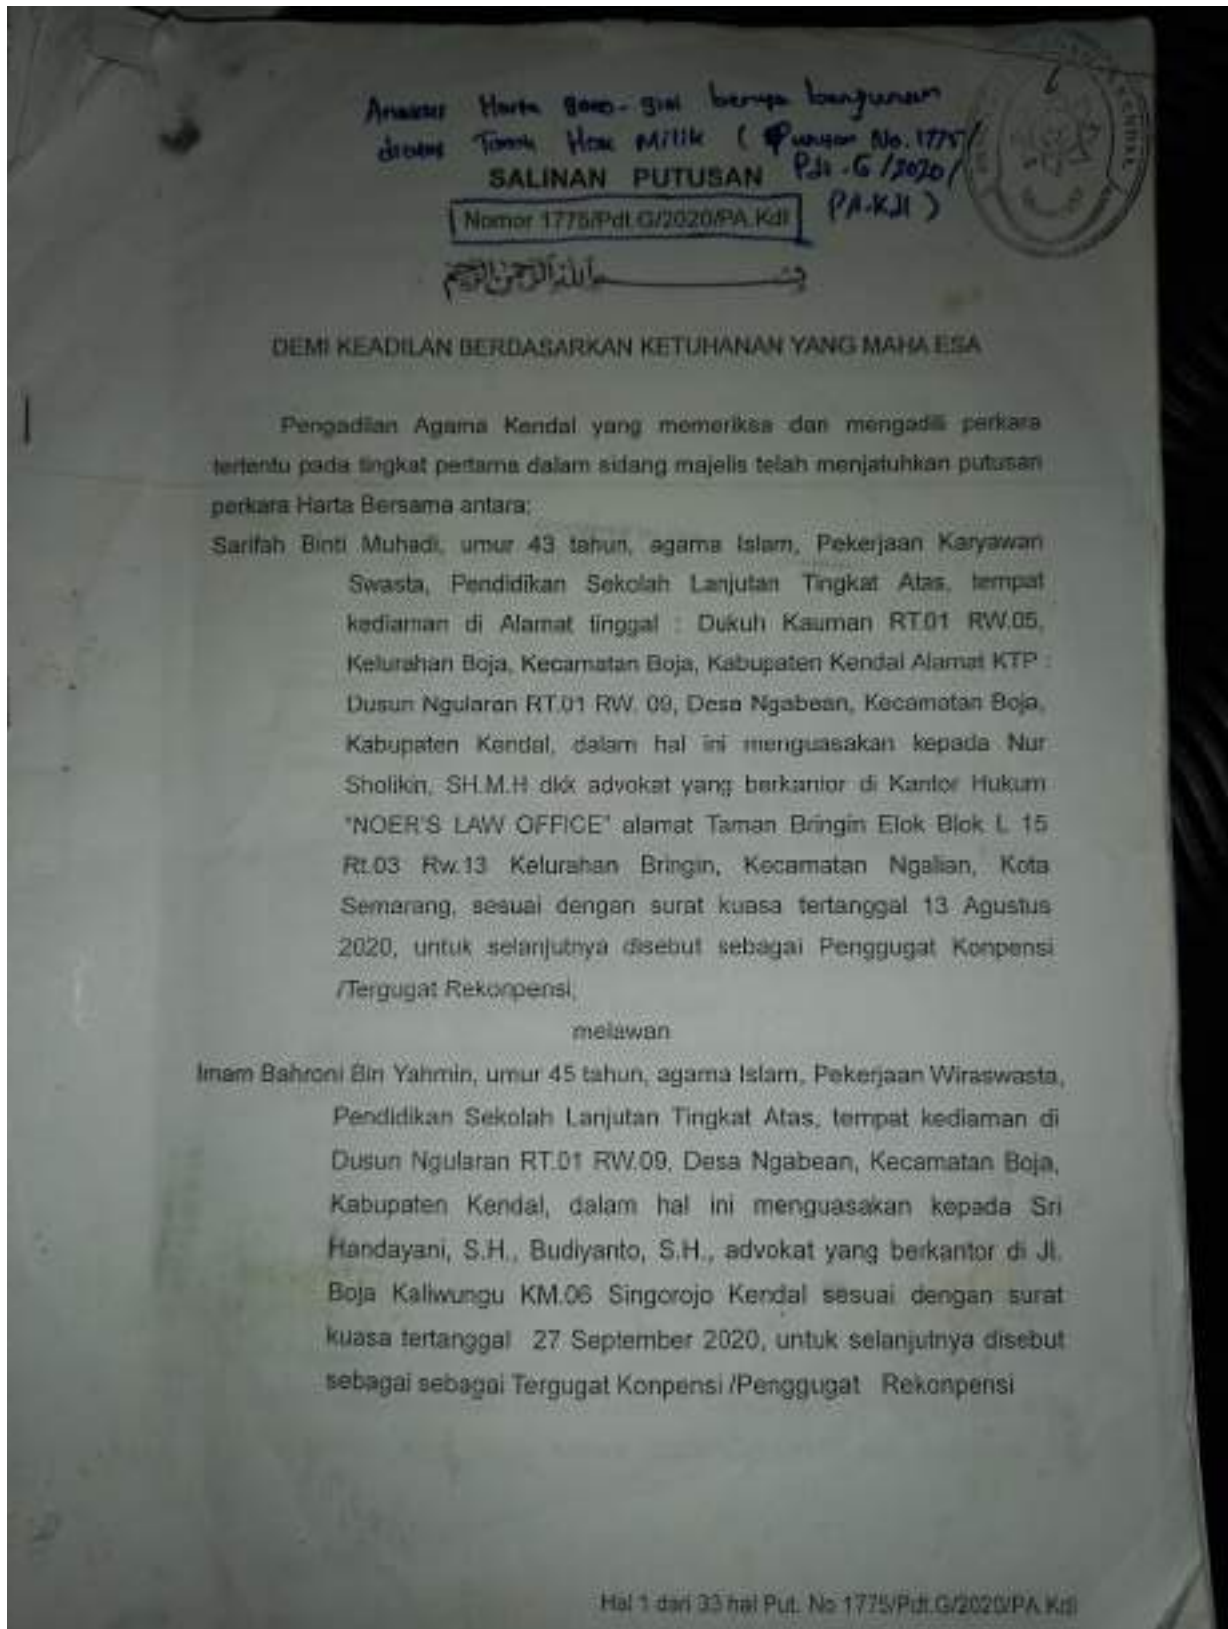 Analisis Harta gono-gini berupa bangunan
diatas Tanah Hak Milik ( Putusan No. 1775/
Pdt.G/2020/
PA.Kdl )
SALINAN PUTUSAN
Nomor 1775/Pdt.G/2020/PA.Kdl
بِسْمِ اللهِ الرَّحْمٰنِ الرَّحِيْمِ
DEMI KEADILAN BERDASARKAN KETUHANAN YANG MAHA ESA
Pengadilan Agama Kendal yang memeriksa dan mengadili perkara
tertentu pada tingkat pertama dalam sidang majelis telah menjatuhkan putusan
perkara Harta Bersama antara;
Sarifah Binti Muhadi, umur 43 tahun, agama Islam, Pekerjaan Karyawan
Swasta, Pendidikan Sekolah Lanjutan Tingkat Atas, tempat
kediaman di Alamat tinggal : Dukuh Kauman RT.01 RW.05,
Kelurahan Boja, Kecamatan Boja, Kabupaten Kendal Alamat KTP :
Dusun Ngularan RT.01 RW. 09, Desa Ngabean, Kecamatan Boja,
Kabupaten Kendal, dalam hal ini menguasakan kepada Nur
Sholikin, SH.M.H dkk advokat yang berkantor di Kantor Hukum
"NOER'S LAW OFFICE" alamat Taman Bringin Elok Blok L 15
Rt.03 Rw.13 Kelurahan Bringin, Kecamatan Ngalian, Kota
Semarang, sesuai dengan surat kuasa tertanggal 13 Agustus
2020, untuk selanjutnya disebut sebagai Penggugat Konpensi
/Tergugat Rekonpensi;
melawan
Imam Bahroni Bin Yahmin, umur 45 tahun, agama Islam, Pekerjaan Wiraswasta,
Pendidikan Sekolah Lanjutan Tingkat Atas, tempat kediaman di
Dusun Ngularan RT.01 RW.09, Desa Ngabean, Kecamatan Boja,
Kabupaten Kendal, dalam hal ini menguasakan kepada Sri
Handayani, S.H., Budiyanto, S.H., advokat yang berkantor di Jl.
Boja Kaliwungu KM.06 Singorojo Kendal sesuai dengan surat
kuasa tertanggal 27 September 2020, untuk selanjutnya disebut
sebagai sebagai Tergugat Konpensi /Penggugat Rekonpensi
Hal 1 dari 33 hal Put. No 1775/Pdt.G/2020/PA.Kdl